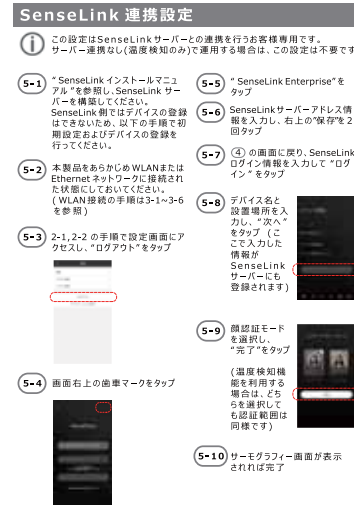 SenseLink 連携設定
この設定はSenseLinkサーバーとの連携を行うお客様専用です。
サーバー連携なし(温度検知のみ)で運用する場合は、この設定は不要です
5-1
“ SenseLink インストールマニュ
アル ”を参照し、SenseLink サー
バーを構築してください。
SenseLink 側ではデバイスの登録
はできないため、以下の手順で初
期設定およびデバイスの登録を
行ってください。
5-2
本製品をあらかじめWLANまたは
Ethernetネットワークに接続され
た状態にしておいてください。
( WLAN接続の手順は3-1~3-6
を参照 )
5-3
2-1,2-2 の手順で設定画面にア
クセスし、“ログアウト”をタップ
5-4
画面右上の歯車マークをタップ
5-5
“ SenseLink Enterprise”を
タップ
5-6
SenseLinkサーバーアドレス情
報を入力し、右上の“保存”を2
回タップ
5-7
④ の画面に戻り、SenseLink
ログイン情報を入力して “ログ
イン ” をタップ
5-8
デバイス名と
設置場所を入
力し、“次へ”
をタップ (こ
こで入力した
情報が
SenseLink
サーバーにも
登録されます)
5-9
顔認証モード
を選択し、
“完了”をタップ
(温度検知機
能を利用する
場合は、どち
らを選択して
も認証範囲は
同様です)
5-10
サーモグラフィー画面が表示
されれば完了